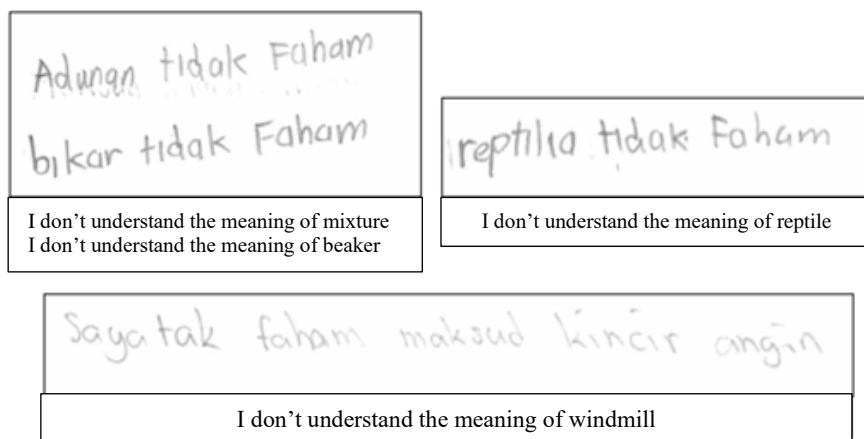 Adunan tidak Faham
bikar tidak Faham
I don’t understand the meaning of mixture
I don’t understand the meaning of beaker
reptilia tidak Faham
I don’t understand the meaning of reptile
Saya tak faham maksud kincir angin
I don’t understand the meaning of windmill